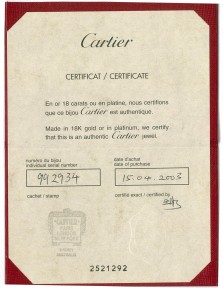 Cartier
CERTIFICAT / CERTIFICATE
En or 18 carats ou en platine, nous certifions
que ce bijou Cartier est authentique.
Made in 18K gold or in platinum, we certify
that this is an authentic Cartier jewel.
numéro du bijou
individual serial number
992934
date d'achat
date of purchase
15.04.2003
cachet / stamp
certifié exact / certified by
2521292